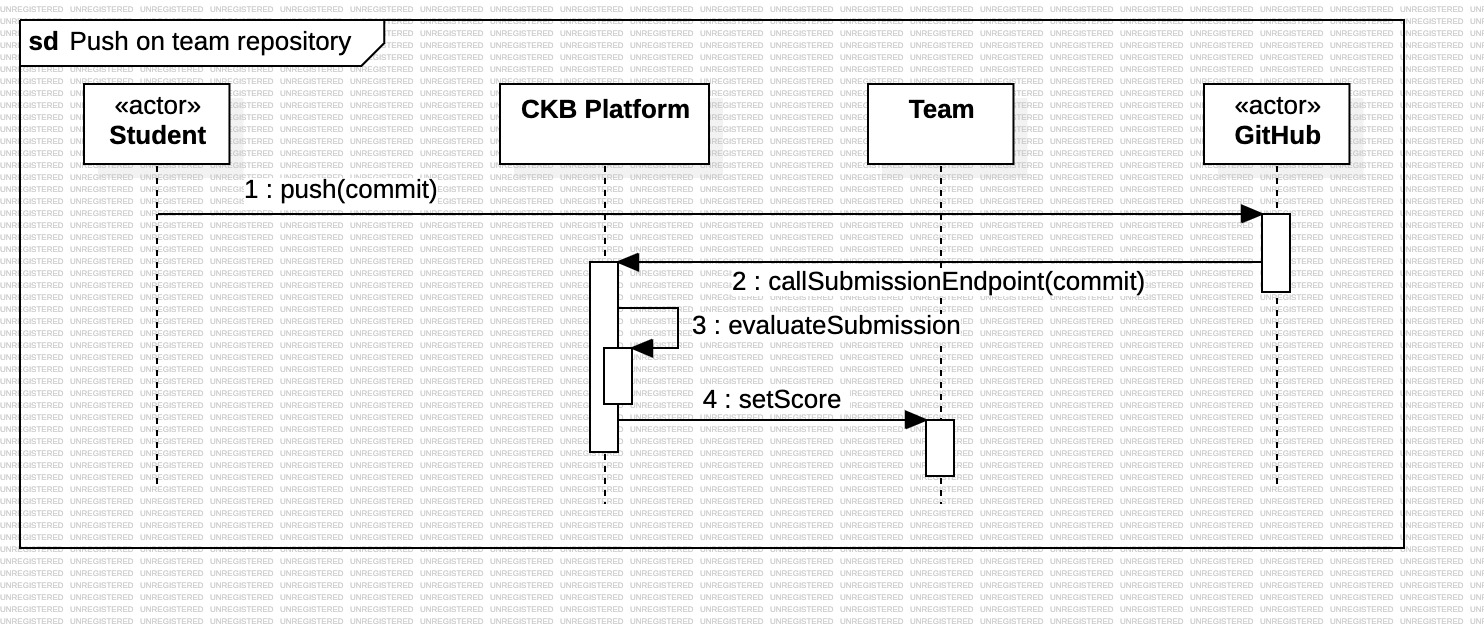 sd Push on team repository
«actor»
Student
CKB Platform
Team
«actor»
GitHub
1 : push(commit)
2 : callSubmissionEndpoint(commit)
3 : evaluateSubmission
4 : setScore
UNREGISTERED